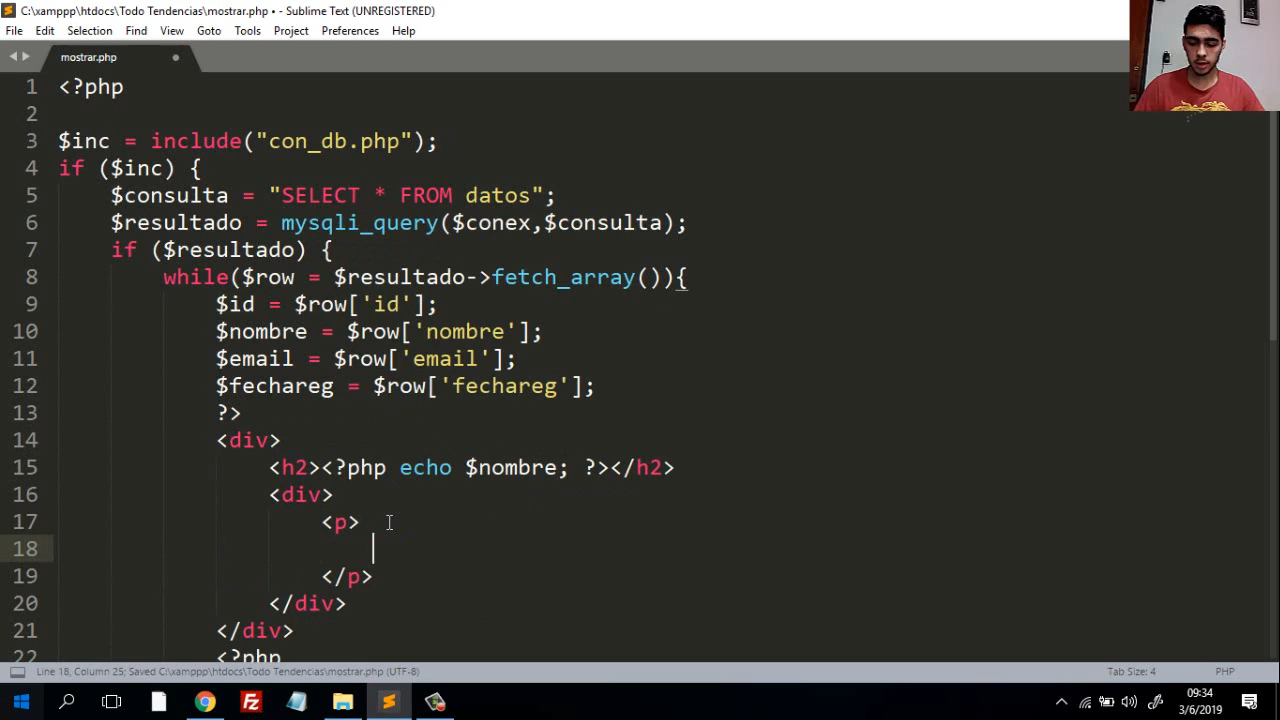 C:\xamppp\htdocs\Todo Tendencias\mostrar.php • - Sublime Text (UNREGISTERED)
File Edit Selection Find View Goto Tools Project Preferences Help
mostrar.php
1 <?php
2
3 $inc = include("con_db.php");
4 if ($inc) {
5 $consulta = "SELECT * FROM datos";
6 $resultado = mysqli_query($conex,$consulta);
7 if ($resultado) {
8 while($row = $resultado->fetch_array()){
9 $id = $row['id'];
10 $nombre = $row['nombre'];
11 $email = $row['email'];
12 $fechareg = $row['fechareg'];
13 ?>
14 <div>
15 <h2><?php echo $nombre; ?></h2>
16 <div>
17 <p>
18
19 </p>
20 </div>
21 </div>
22 <?php
Line 18, Column 25; Saved C:\xamppp\htdocs\Todo Tendencias\mostrar.php (UTF-8) Tab Size: 4 PHP
09:34
3/6/2019